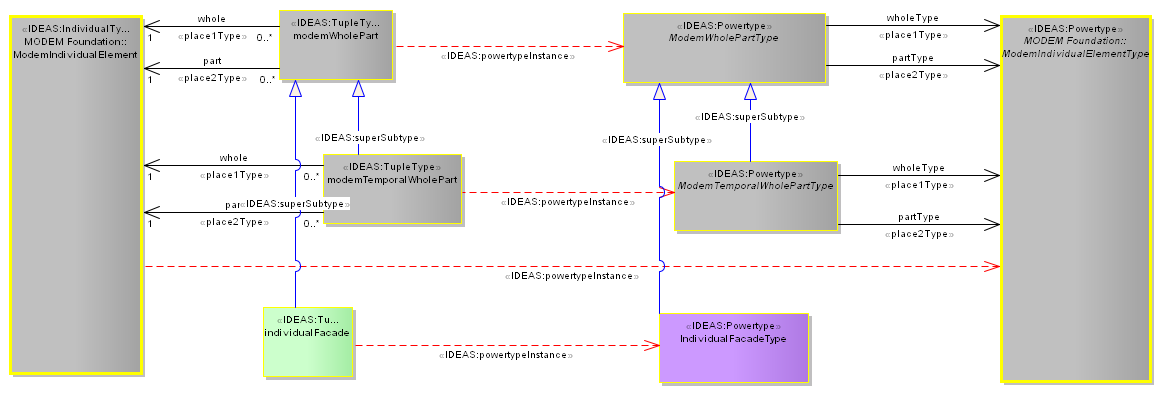 «IDEAS:IndividualTy...
MODEM Foundation::
ModemIndividualElement
whole
«place1Type»
1
0..*
part
«place2Type»
1
0..*
«IDEAS:TupleTy...
modemWholePart
«IDEAS:powertypeInstance»
«IDEAS:Powertype»
ModemWholePartType
wholeType
«place1Type»
partType
«place2Type»
«IDEAS:Powertype»
MODEM Foundation::
ModemIndividualElementType
«IDEAS:superSubtype»
«IDEAS:superSubtype»
«IDEAS:superSubtype»
whole
«place1Type»
1
0..*
par
«IDEAS:superSubtype»
«place2Type»
1
0..*
«IDEAS:TupleType»
modemTemporalWholePart
«IDEAS:powertypeInstance»
«IDEAS:Powertype»
ModemTemporalWholePartType
wholeType
«place1Type»
partType
«place2Type»
«IDEAS:powertypeInstance»
«IDEAS:Tu...
individualFacade
«IDEAS:powertypeInstance»
«IDEAS:Powertype»
IndividualFacadeType